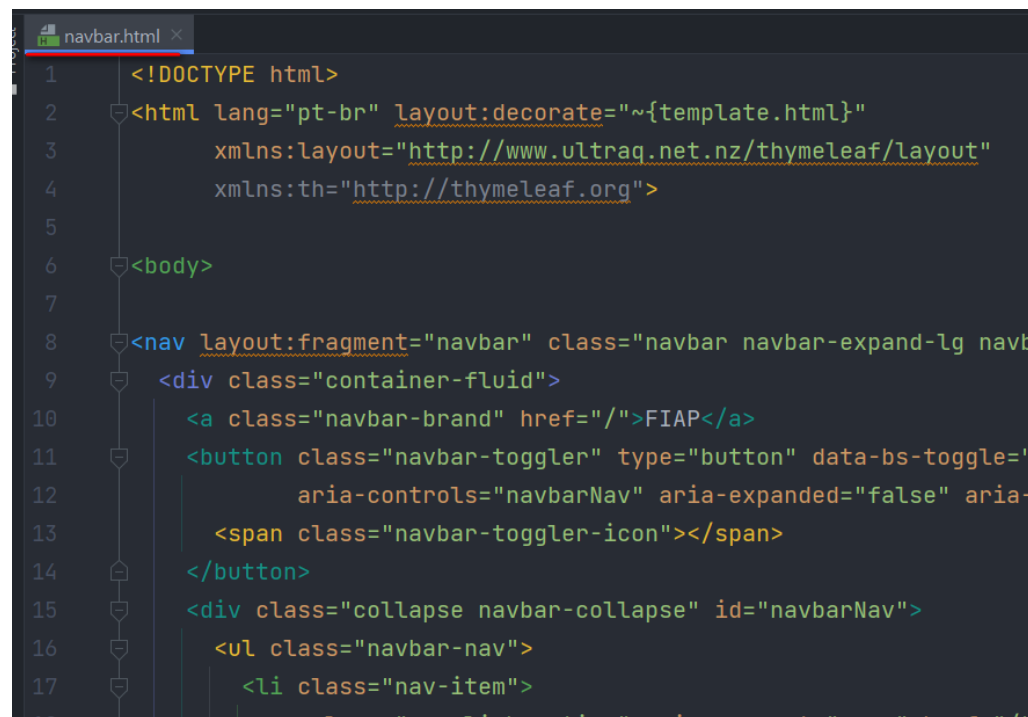 Project
navbar.html
1 <!DOCTYPE html>
2 <html lang="pt-br" layout:decorate="~{template.html}"
3 xmlns:layout="http://www.ultraq.net.nz/thymeleaf/layout"
4 xmlns:th="http://thymeleaf.org">
5
6 <body>
7
8 <nav layout:fragment="navbar" class="navbar navbar-expand-lg navb
9 <div class="container-fluid">
10 <a class="navbar-brand" href="/">FIAP</a>
11 <button class="navbar-toggler" type="button" data-bs-toggle="
12 aria-controls="navbarNav" aria-expanded="false" aria-
13 <span class="navbar-toggler-icon"></span>
14 </button>
15 <div class="collapse navbar-collapse" id="navbarNav">
16 <ul class="navbar-nav">
17 <li class="nav-item">